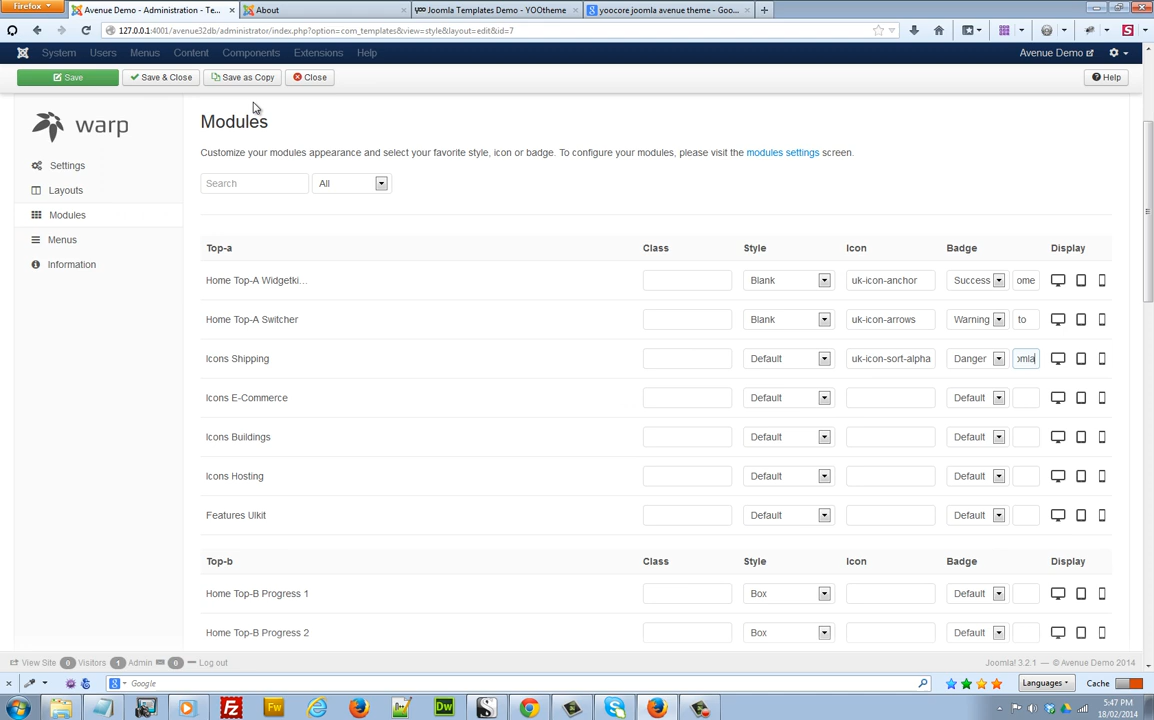 Firefox
Avenue Demo - Administration - Te...
About
Joomla Templates Demo - YOOtheme
yoocore joomla avenue theme - Goo...
127.0.0.1:4001/avenue32db/administrator/index.php?option=com_templates&view=style&layout=edit&id=7
System Users Menus Content Components Extensions Help
Avenue Demo
Save Save & Close Save as Copy Close Help
warp
Settings
Layouts
Modules
Menus
Information
Modules
Customize your modules appearance and select your favorite style, icon or badge. To configure your modules, please visit the modules settings screen.
Search All
Top-a Class Style Icon Badge Display
Home Top-A Widgetki... Blank uk-icon-anchor Success ome
Home Top-A Switcher Blank uk-icon-arrows Warning to
Icons Shipping Default uk-icon-sort-alpha Danger omla
Icons E-Commerce Default Default
Icons Buildings Default Default
Icons Hosting Default Default
Features UIkit Default Default
Top-b Class Style Icon Badge Display
Home Top-B Progress 1 Box Default
Home Top-B Progress 2 Box Default
View Site 0 Visitors 1 Admin 0 Log out
Joomla! 3.2.1 — © Avenue Demo 2014
Google Languages Cache
5:47 PM
18/02/2014